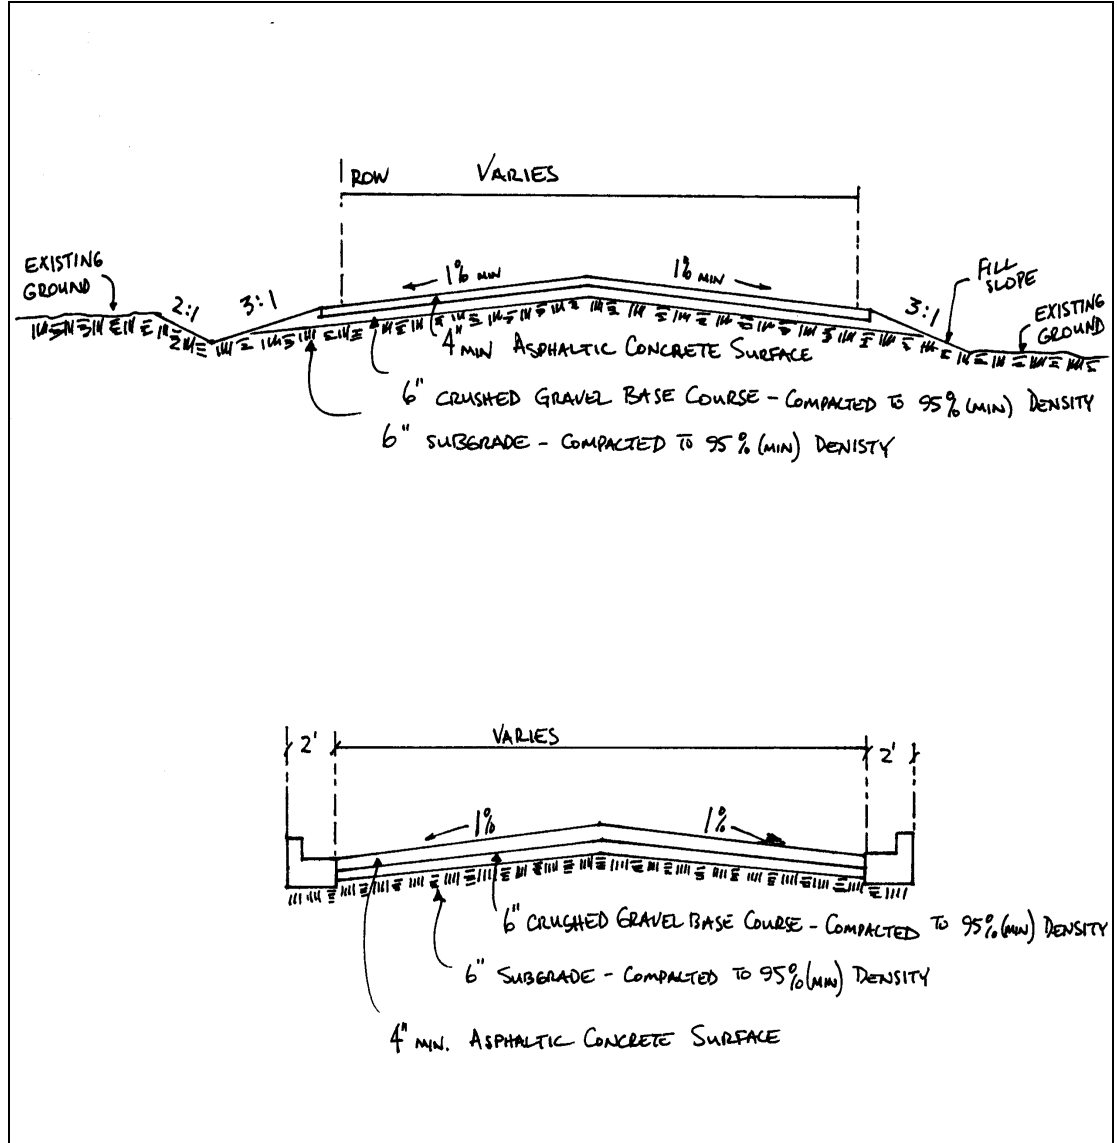 ROW
VARIES
EXISTING
GROUND
2:1
3:1
1% MIN
1% MIN
FILL
SLOPE
3:1
EXISTING
GROUND
4" MIN ASPHALTIC CONCRETE SURFACE
6" CRUSHED GRAVEL BASE COURSE - COMPACTED TO 95% (MIN) DENSITY
6" SUBGRADE - COMPACTED TO 95% (MIN) DENISTY
2'
VARIES
2'
1%
1%
6" CRUSHED GRAVEL BASE COURSE - COMPACTED TO 95% (MIN) DENSITY
6" SUBGRADE - COMPACTED TO 95% (MIN) DENSITY
4" MIN. ASPHALTIC CONCRETE SURFACE